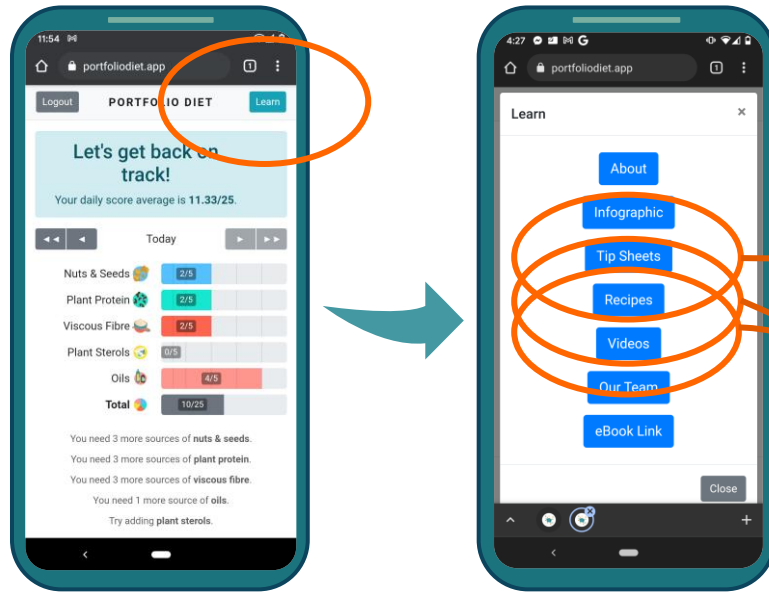 11:54
portfoliodiet.app
1
Logout
PORTFOLIO DIET
Learn
Let's get back on
track!
Your daily score average is 11.33/25.
Today
Nuts & Seeds 2/5
Plant Protein 2/5
Viscous Fibre 2/5
Plant Sterols 0/5
Oils 4/5
Total 10/25
You need 3 more sources of nuts & seeds.
You need 3 more sources of plant protein.
You need 3 more sources of viscous fibre.
You need 1 more source of oils.
Try adding plant sterols.
4:27 G
portfoliodiet.app
1
Learn ×
About
Infographic
Tip Sheets
Recipes
Videos
Our Team
eBook Link
Close